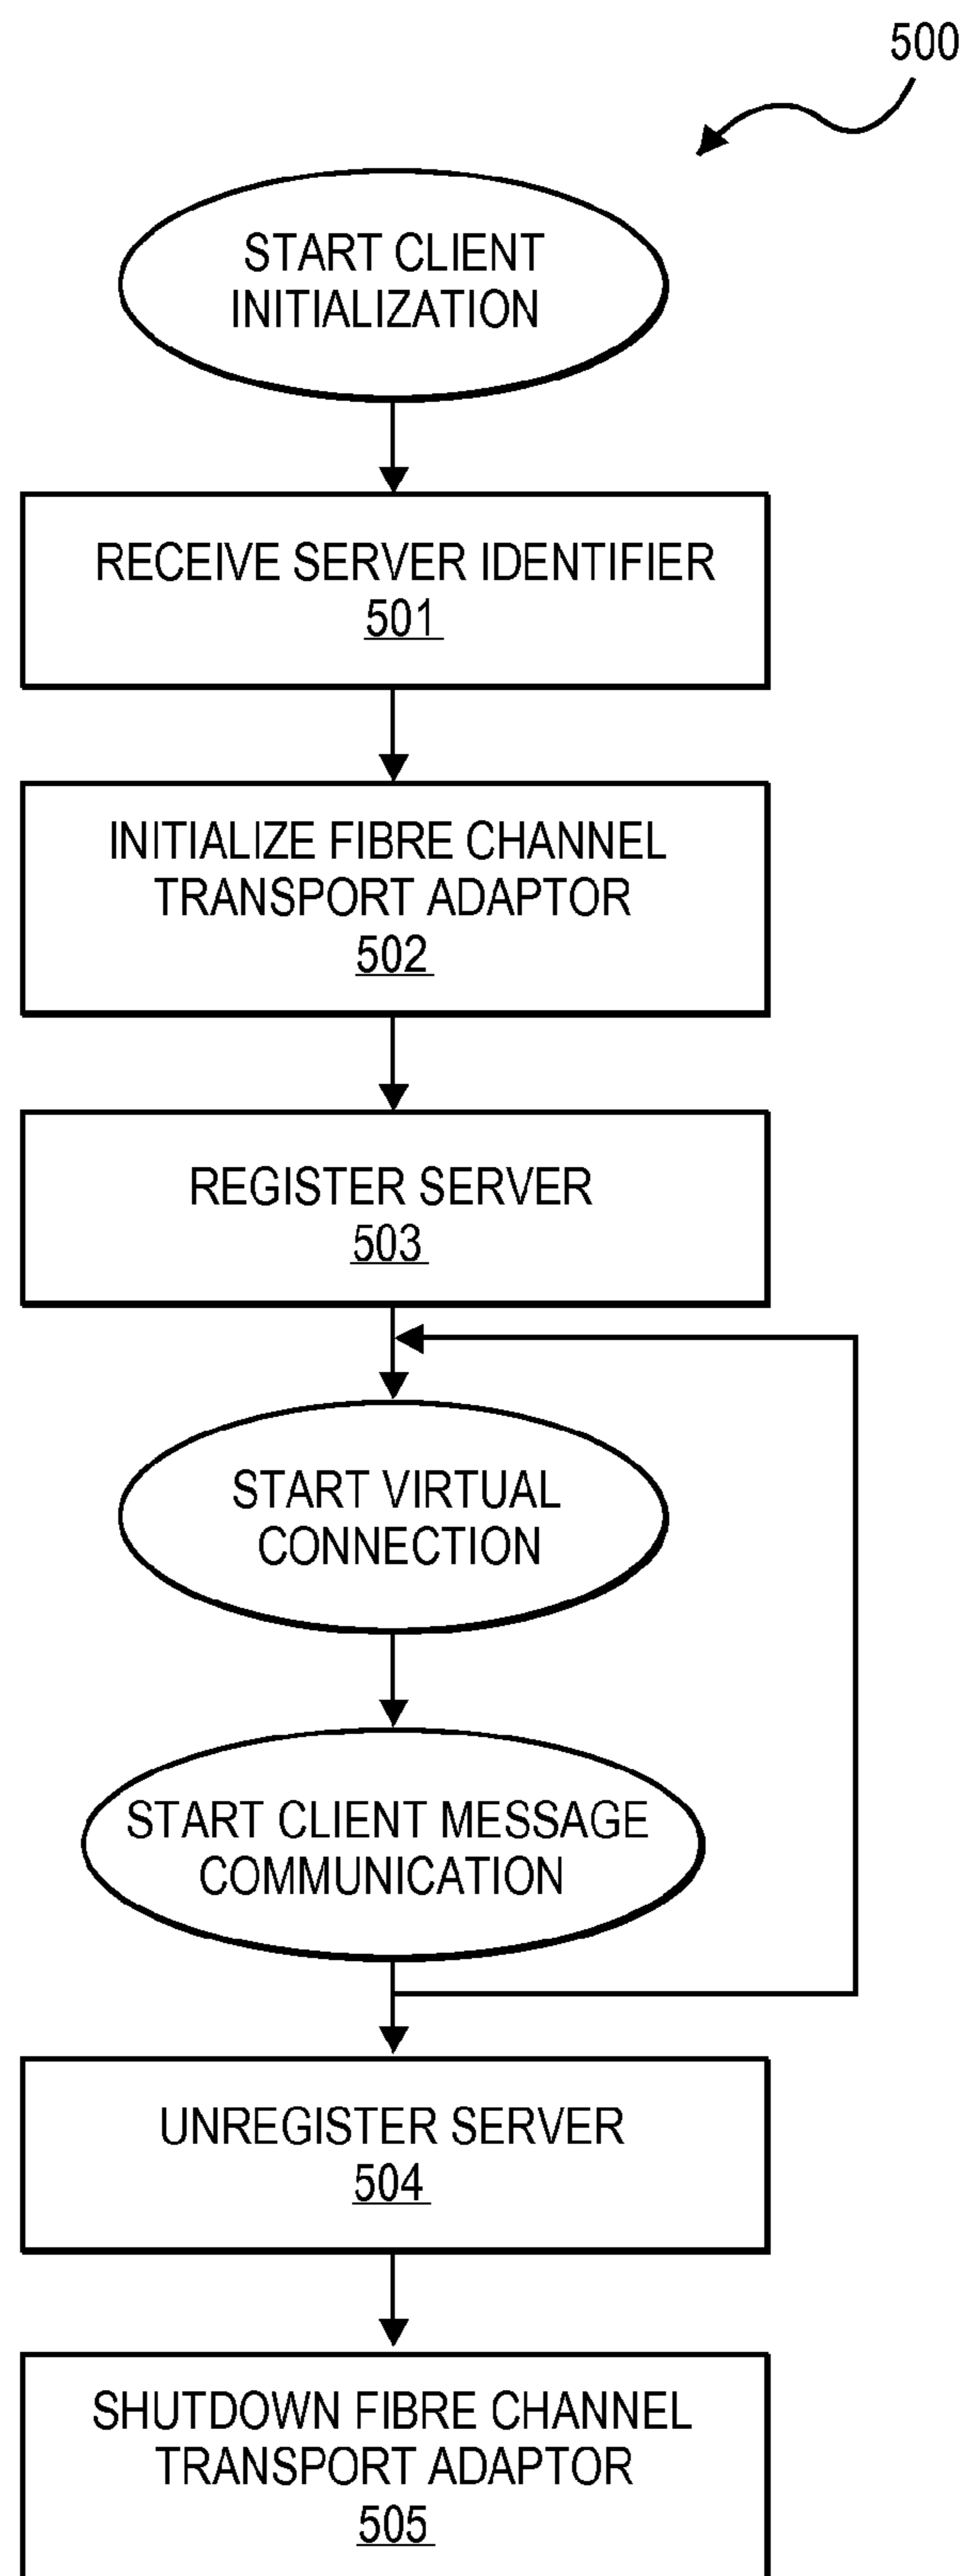 500
START CLIENT
INITIALIZATION
RECEIVE SERVER IDENTIFIER
501
INITIALIZE FIBRE CHANNEL
TRANSPORT ADAPTOR
502
REGISTER SERVER
503
START VIRTUAL
CONNECTION
START CLIENT MESSAGE
COMMUNICATION
UNREGISTER SERVER
504
SHUTDOWN FIBRE CHANNEL
TRANSPORT ADAPTOR
505